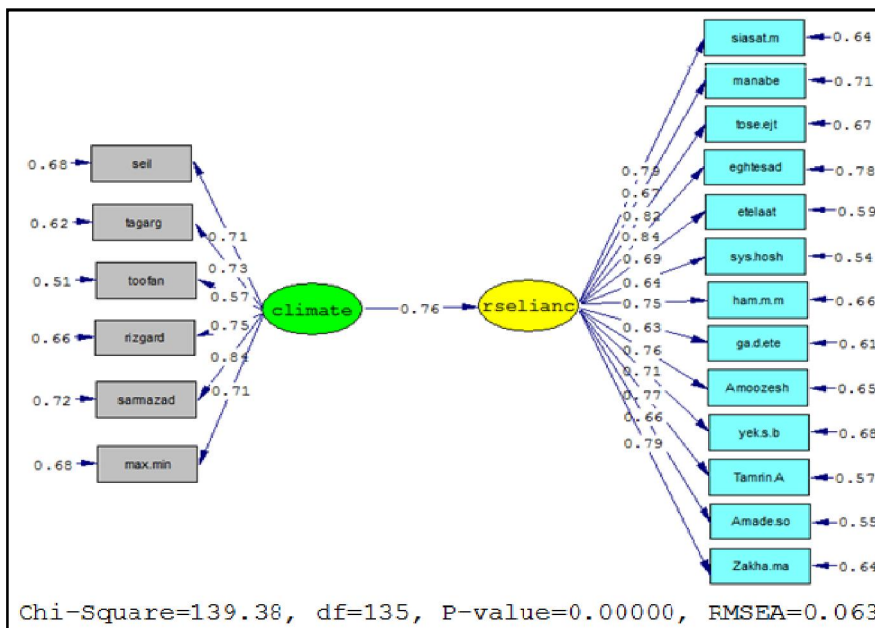 0.68 seil
0.62 tagarg
0.51 toofan
0.66 rizgard
0.72 sarmazad
0.68 max.min
0.71
0.73
0.57
0.75
0.84
0.71
climate
0.76
rselianc
0.79
0.67
0.82
0.84
0.69
0.64
0.75
0.63
0.76
0.71
0.77
0.66
0.79
siasat.m 0.64
manabe 0.71
tose.ejt 0.67
eghtesad 0.78
etelaat 0.59
sys.hosh 0.54
ham.m.m 0.66
ga.d.ete 0.61
Amoozesh 0.65
yek.s.b 0.68
Tamrin.A 0.57
Amade.so 0.55
Zakha.ma 0.64
Chi-Square=139.38, df=135, P-value=0.00000, RMSEA=0.063